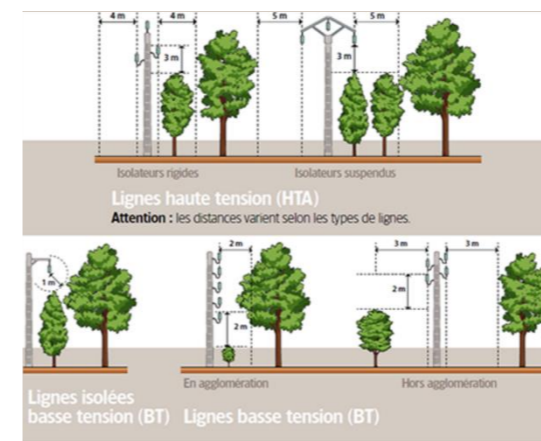 4 m 4 m 5 m 5 m
3 m 3 m
Isolateurs rigides Isolateurs suspendus
Lignes haute tension (HTA)
Attention : les distances varient selon les types de lignes.
2 m 3 m 3 m
1 m 2 m
2 m
En agglomération Hors agglomération
Lignes isolées
basse tension (BT) Lignes basse tension (BT)